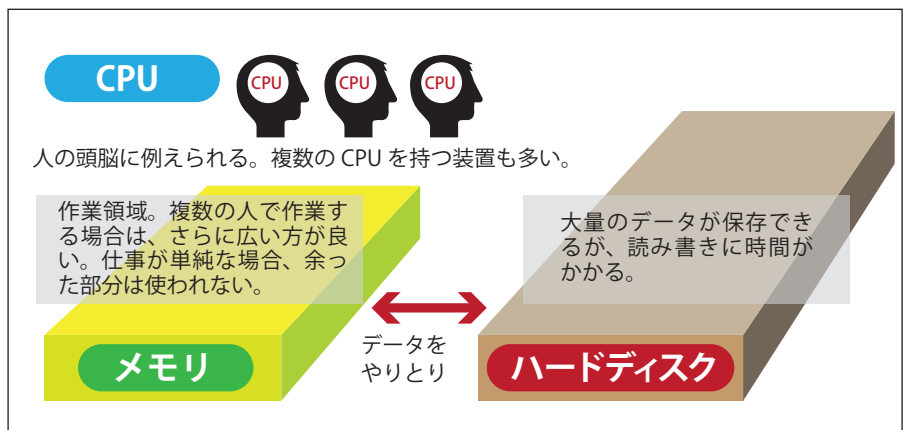 CPU
CPU CPU CPU
人の頭脳に例えられる。複数の CPU を持つ装置も多い。
作業領域。複数の人で作業す
る場合は、さらに広い方が良
い。仕事が単純な場合、余っ
た部分は使われない。
大量のデータが保存でき
るが、読み書きに時間が
かかる。
データを
やりとり
メモリ
ハードディスク